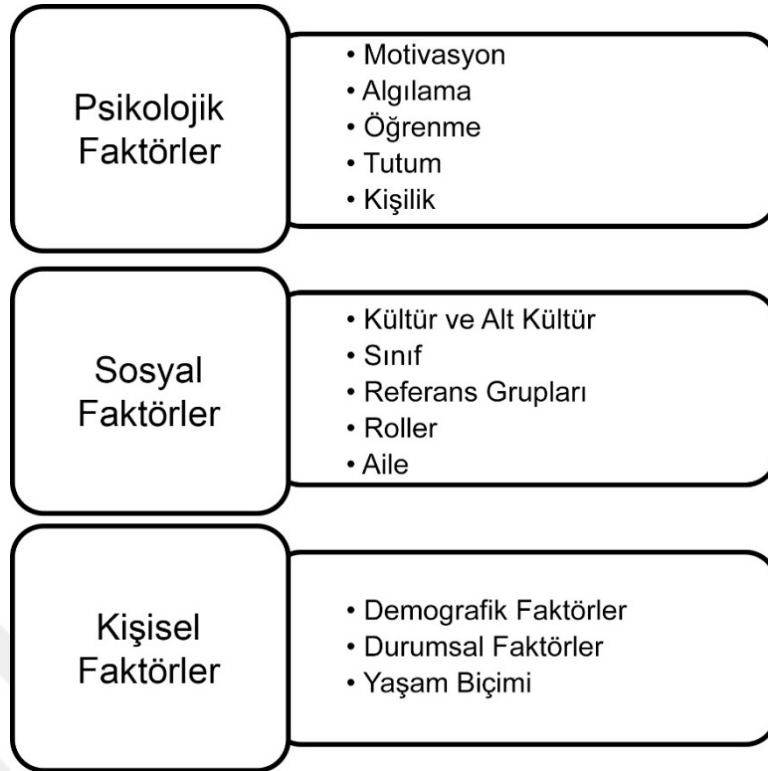 Psikolojik
Faktörler
• Motivasyon
• Algılama
• Öğrenme
• Tutum
• Kişilik
Sosyal
Faktörler
• Kültür ve Alt Kültür
• Sınıf
• Referans Grupları
• Roller
• Aile
Kişisel
Faktörler
• Demografik Faktörler
• Durumsal Faktörler
• Yaşam Biçimi